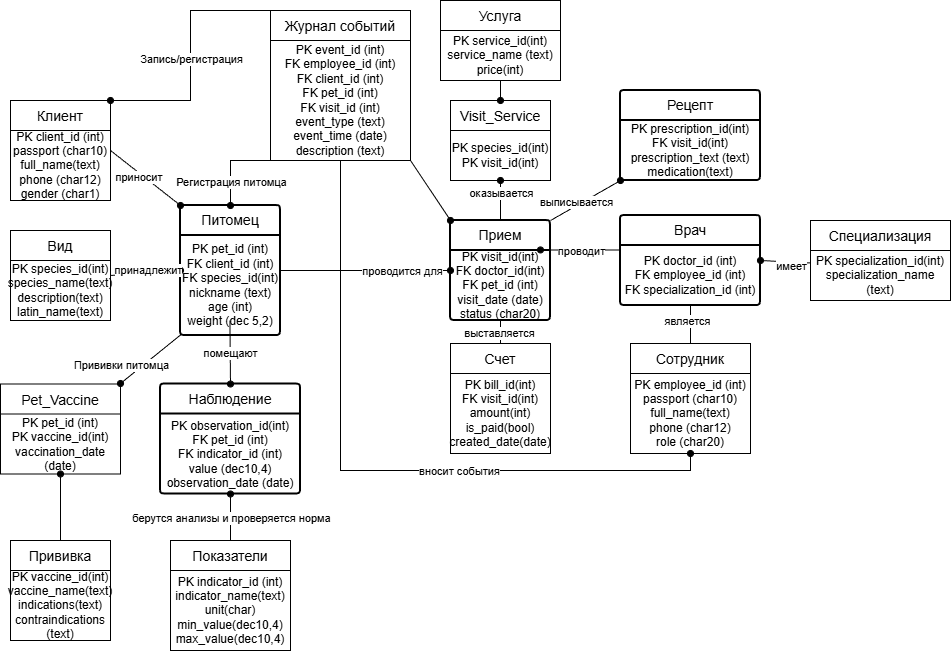 Услуга
PK service_id(int)
service_name (text)
price(int)
Журнал событий
PK event_id (int)
FK employee_id (int)
FK client_id (int)
FK pet_id (int)
FK visit_id (int)
event_type (text)
event_time (date)
description (text)
Запись/регистрация
Клиент
PK client_id (int)
passport (char10)
full_name(text)
phone (char12)
gender (char1)
Visit_Service
PK species_id(int)
PK visit_id(int)
Рецепт
PK prescription_id(int)
FK visit_id(int)
prescription_text (text)
medication(text)
приносит
Регистрация питомца
оказывается
выписывается
Вид
PK species_id(int)
species_name(text)
description(text)
latin_name(text)
принадлежит
Питомец
PK pet_id (int)
FK client_id (int)
FK species_id(int)
nickname (text)
age (int)
weight (dec 5,2)
проводится для
Прием
PK visit_id(int)
FK doctor_id(int)
FK pet_id (int)
visit_date (date)
status (char20)
проводит
Врач
PK doctor_id (int)
FK employee_id (int)
FK specialization_id (int)
имеет
Специализация
PK specialization_id(int)
specialization_name
(text)
Прививки питомца
помещают
выставляется
является
Pet_Vaccine
PK pet_id (int)
PK vaccine_id(int)
vaccination_date
(date)
Наблюдение
PK observation_id(int)
FK pet_id (int)
FK indicator_id (int)
value (dec10,4)
observation_date (date)
Счет
PK bill_id(int)
FK visit_id(int)
amount(int)
is_paid(bool)
created_date(date)
Сотрудник
PK employee_id (int)
passport (char10)
full_name(text)
phone (char12)
role (char20)
вносит события
берутся анализы и проверяется норма
Прививка
PK vaccine_id(int)
vaccine_name(text)
indications(text)
contraindications
(text)
Показатели
PK indicator_id (int)
indicator_name(text)
unit(char)
min_value(dec10,4)
max_value(dec10,4)